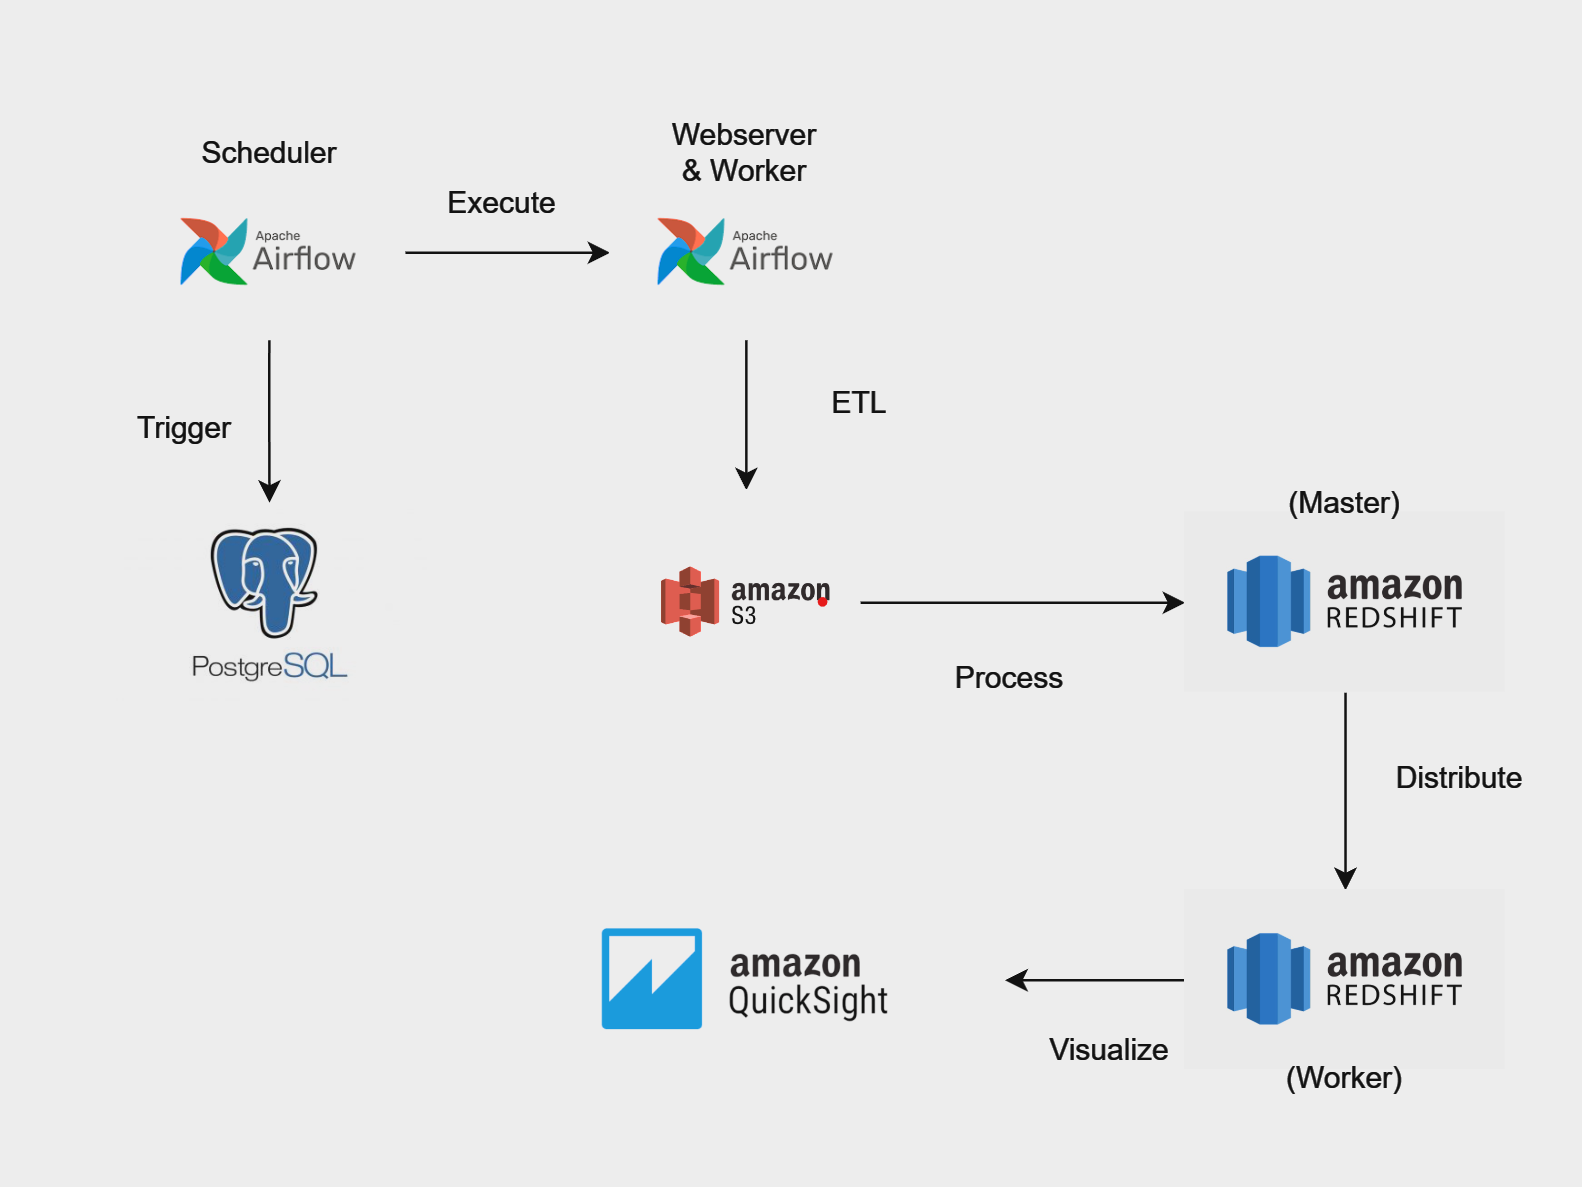 Scheduler
Webserver
& Worker
Execute
Apache
Airflow
Apache
Airflow
Trigger
ETL
(Master)
PostgreSQL
amazon
S3
amazon
REDSHIFT
Process
Distribute
amazon
QuickSight
amazon
REDSHIFT
Visualize
(Worker)